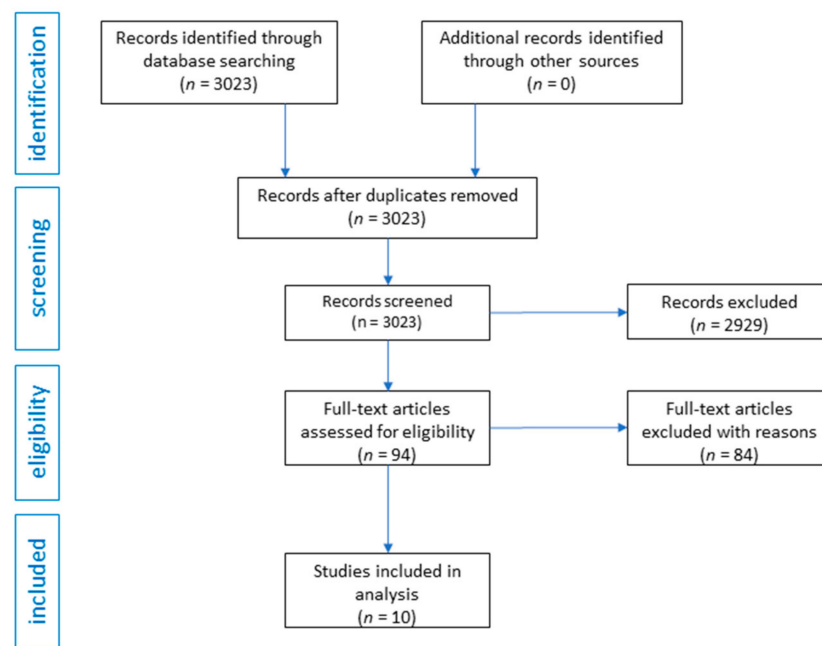 identification
Records identified through
database searching
(n = 3023)
Additional records identified
through other sources
(n = 0)
screening
Records after duplicates removed
(n = 3023)
Records screened
(n = 3023)
Records excluded
(n = 2929)
eligibility
Full-text articles
assessed for eligibility
(n = 94)
Full-text articles
excluded with reasons
(n = 84)
included
Studies included in
analysis
(n = 10)